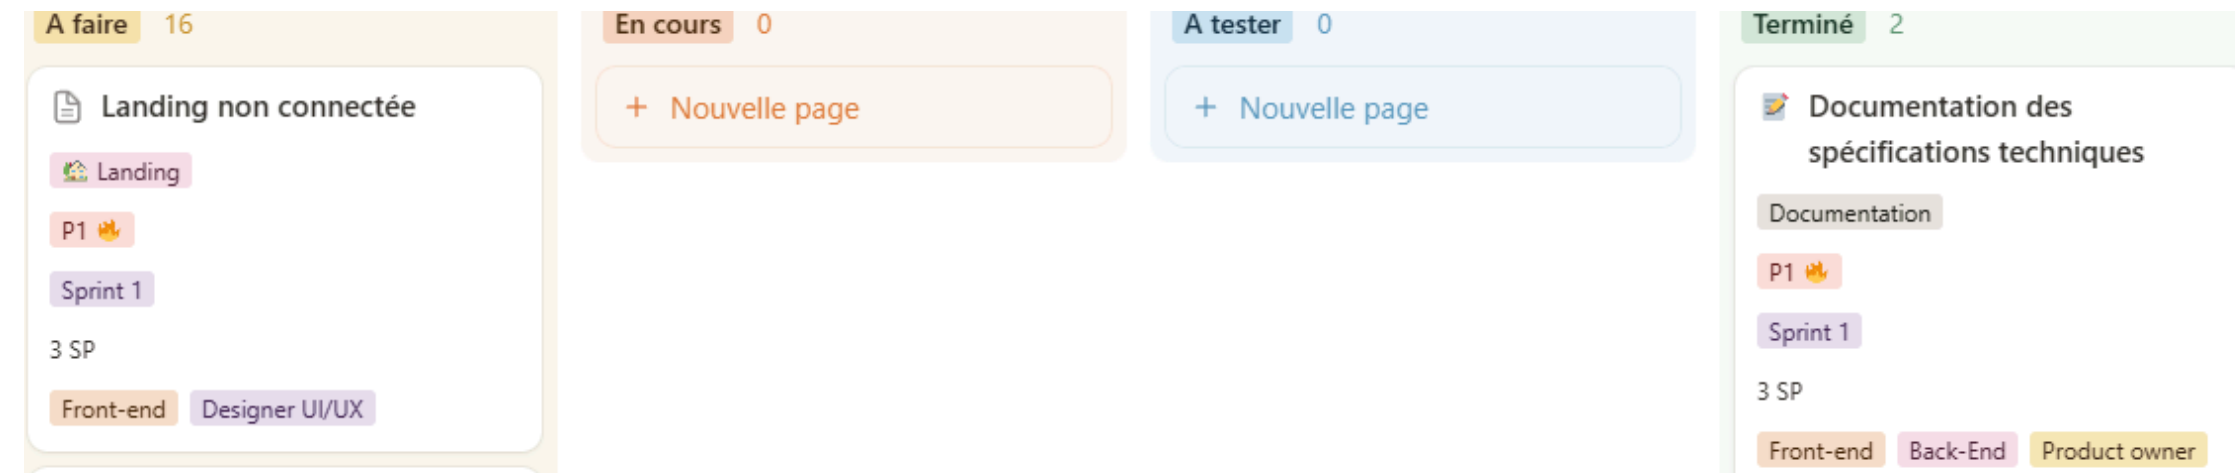 A faire 16
Landing non connectée
Landing
P1
Sprint 1
3 SP
Front-end Designer UI/UX
En cours 0
+ Nouvelle page
A tester 0
+ Nouvelle page
Terminé 2
Documentation des
spécifications techniques
Documentation
P1
Sprint 1
3 SP
Front-end Back-End Product owner